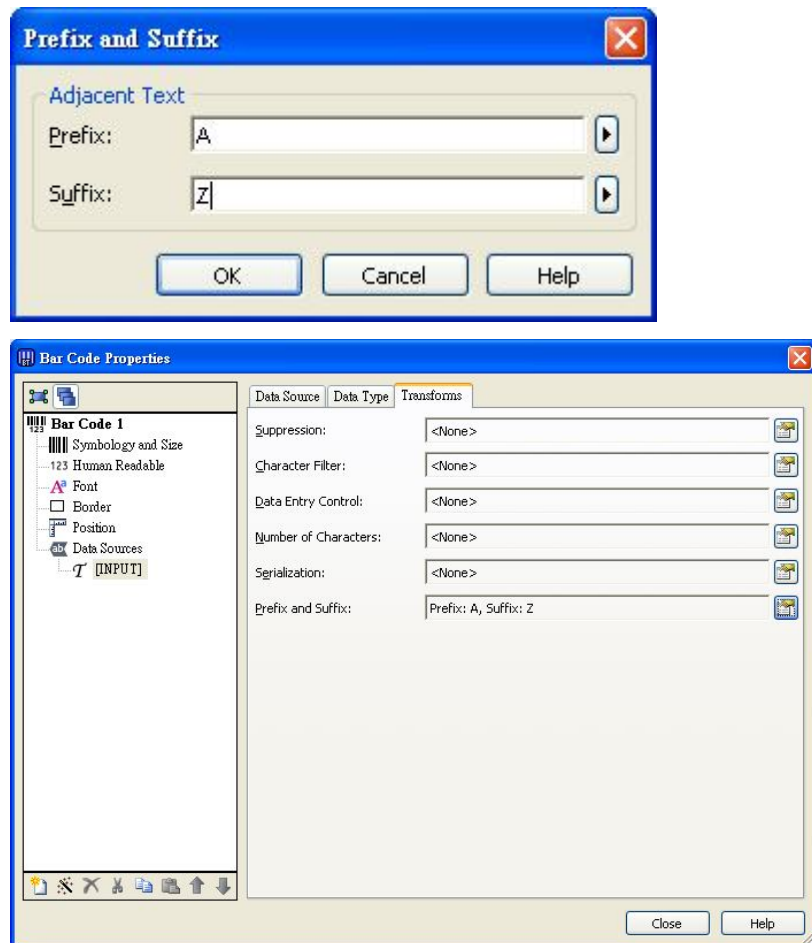 Prefix and Suffix
Adjacent Text
Prefix: A
Suffix: Z
OK Cancel Help
Bar Code Properties
Data Source Data Type Transforms
Bar Code 1
Symbology and Size
123 Human Readable
Font
Border
Position
Data Sources
[INPUT]
Suppression: <None>
Character Filter: <None>
Data Entry Control: <None>
Number of Characters: <None>
Serialization: <None>
Prefix and Suffix: Prefix: A, Suffix: Z
Close Help